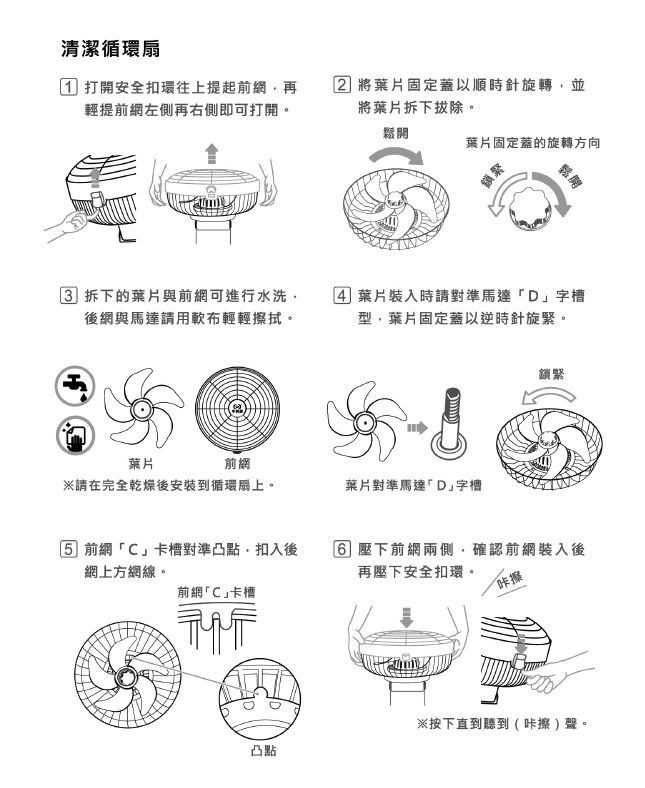 清潔循環扇
1 打開安全扣環往上提起前網，再
輕提前網左側再右側即可打開。
2 將葉片固定蓋以順時針旋轉，並
將葉片拆下拔除。
鬆開
葉片固定蓋的旋轉方向
鎖緊
鬆開
3 拆下的葉片與前網可進行水洗，
後網與馬達請用軟布輕輕擦拭。
葉片
前網
※請在完全乾燥後安裝到循環扇上。
4 葉片裝入時請對準馬達「D」字槽
型，葉片固定蓋以逆時針旋緊。
鎖緊
葉片對準馬達「D」字槽
5 前網「C」卡槽對準凸點，扣入後
網上方網線。
前網「C」卡槽
凸點
6 壓下前網兩側，確認前網裝入後
再壓下安全扣環。
咔擦
※按下直到聽到（咔擦）聲。